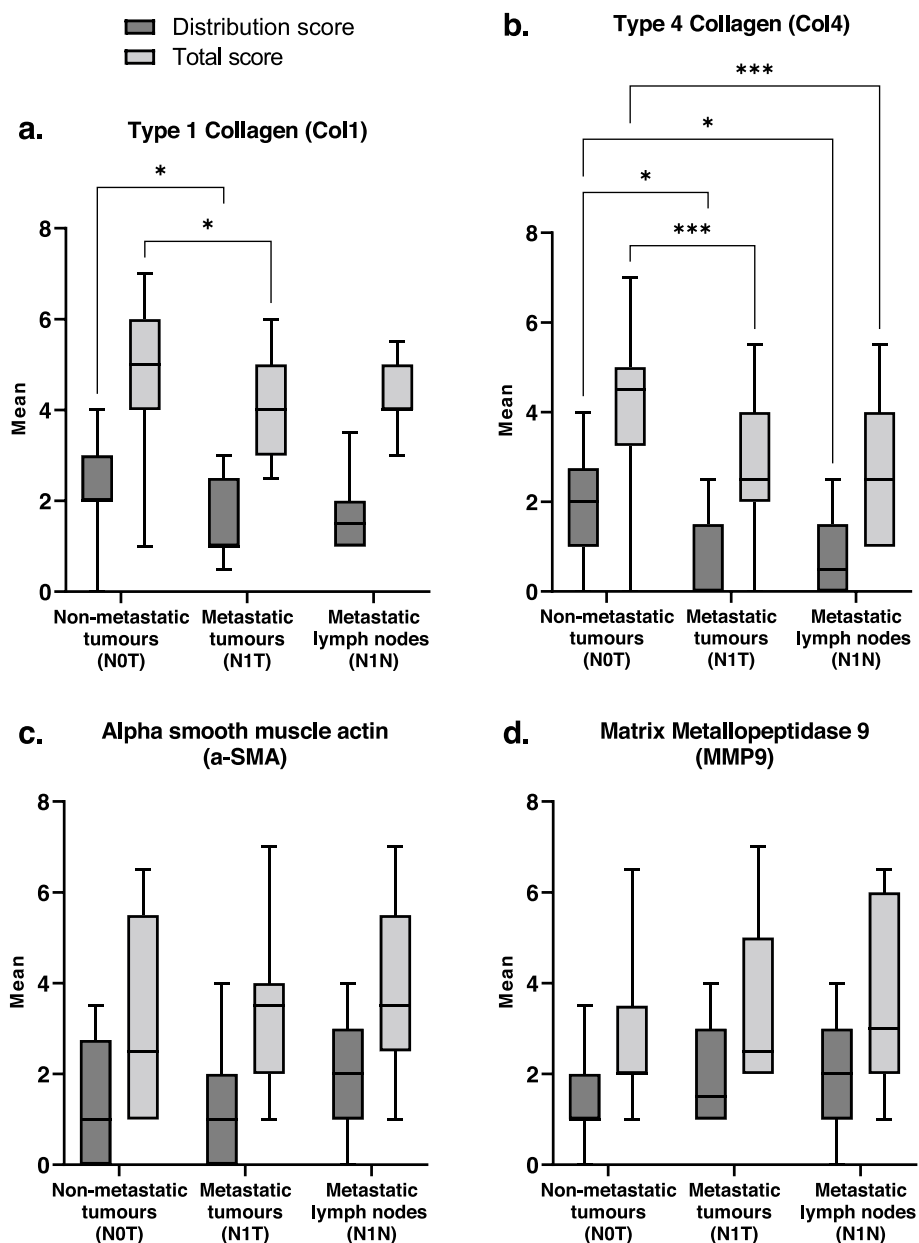 Distribution score
Total score
a.
Type 1 Collagen (Col1)
*
*
8
6
4
2
0
Mean
Non-metastatic
tumours
(N0T)
Metastatic
tumours
(N1T)
Metastatic
lymph nodes
(N1N)
b.
Type 4 Collagen (Col4)
***
*
*
***
8
6
4
2
0
Mean
Non-metastatic
tumours
(N0T)
Metastatic
tumours
(N1T)
Metastatic
lymph nodes
(N1N)
c.
Alpha smooth muscle actin
(a-SMA)
8
6
4
2
0
Mean
Non-metastatic
tumours
(N0T)
Metastatic
tumours
(N1T)
Metastatic
lymph nodes
(N1N)
d.
Matrix Metallopeptidase 9
(MMP9)
8
6
4
2
0
Mean
Non-metastatic
tumours
(N0T)
Metastatic
tumours
(N1T)
Metastatic
lymph nodes
(N1N)